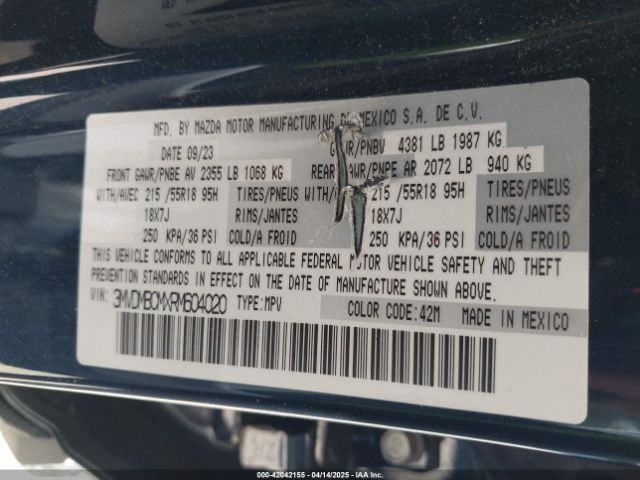 MFD. BY MAZDA MOTOR MANUFACTURING DE MEXICO S.A. DE C.V.
DATE 09/23 GVWR/PNBV 4381 LB 1987 KG
FRONT GAWR/PNBE AV 2355 LB 1068 KG REAR GAWR/PNBE AR 2072 LB 940 KG
WITH/AVEC 215 /55R18 95H TIRES/PNEUS WITH/ 215 /55R18 95H TIRES/PNEUS
18X7J RIMS/JANTES 18X7J RIMS/JANTES
250 KPA/36 PSI COLD/A FROID 250 KPA/36 PSI COLD/A FROID
THIS VEHICLE CONFORMS TO ALL APPLICABLE FEDERAL MOTOR VEHICLE SAFETY AND THEFT
PREVENTION STANDARDS IN EFFECT ON THE DATE OF MANUFACTURE SHOWN ABOVE.
VIN: 3MVDMBCMXRM604020 TYPE:MPV COLOR CODE:42M MADE IN MEXICO
000-42042155 - 04/14/2025 - IAA Inc.